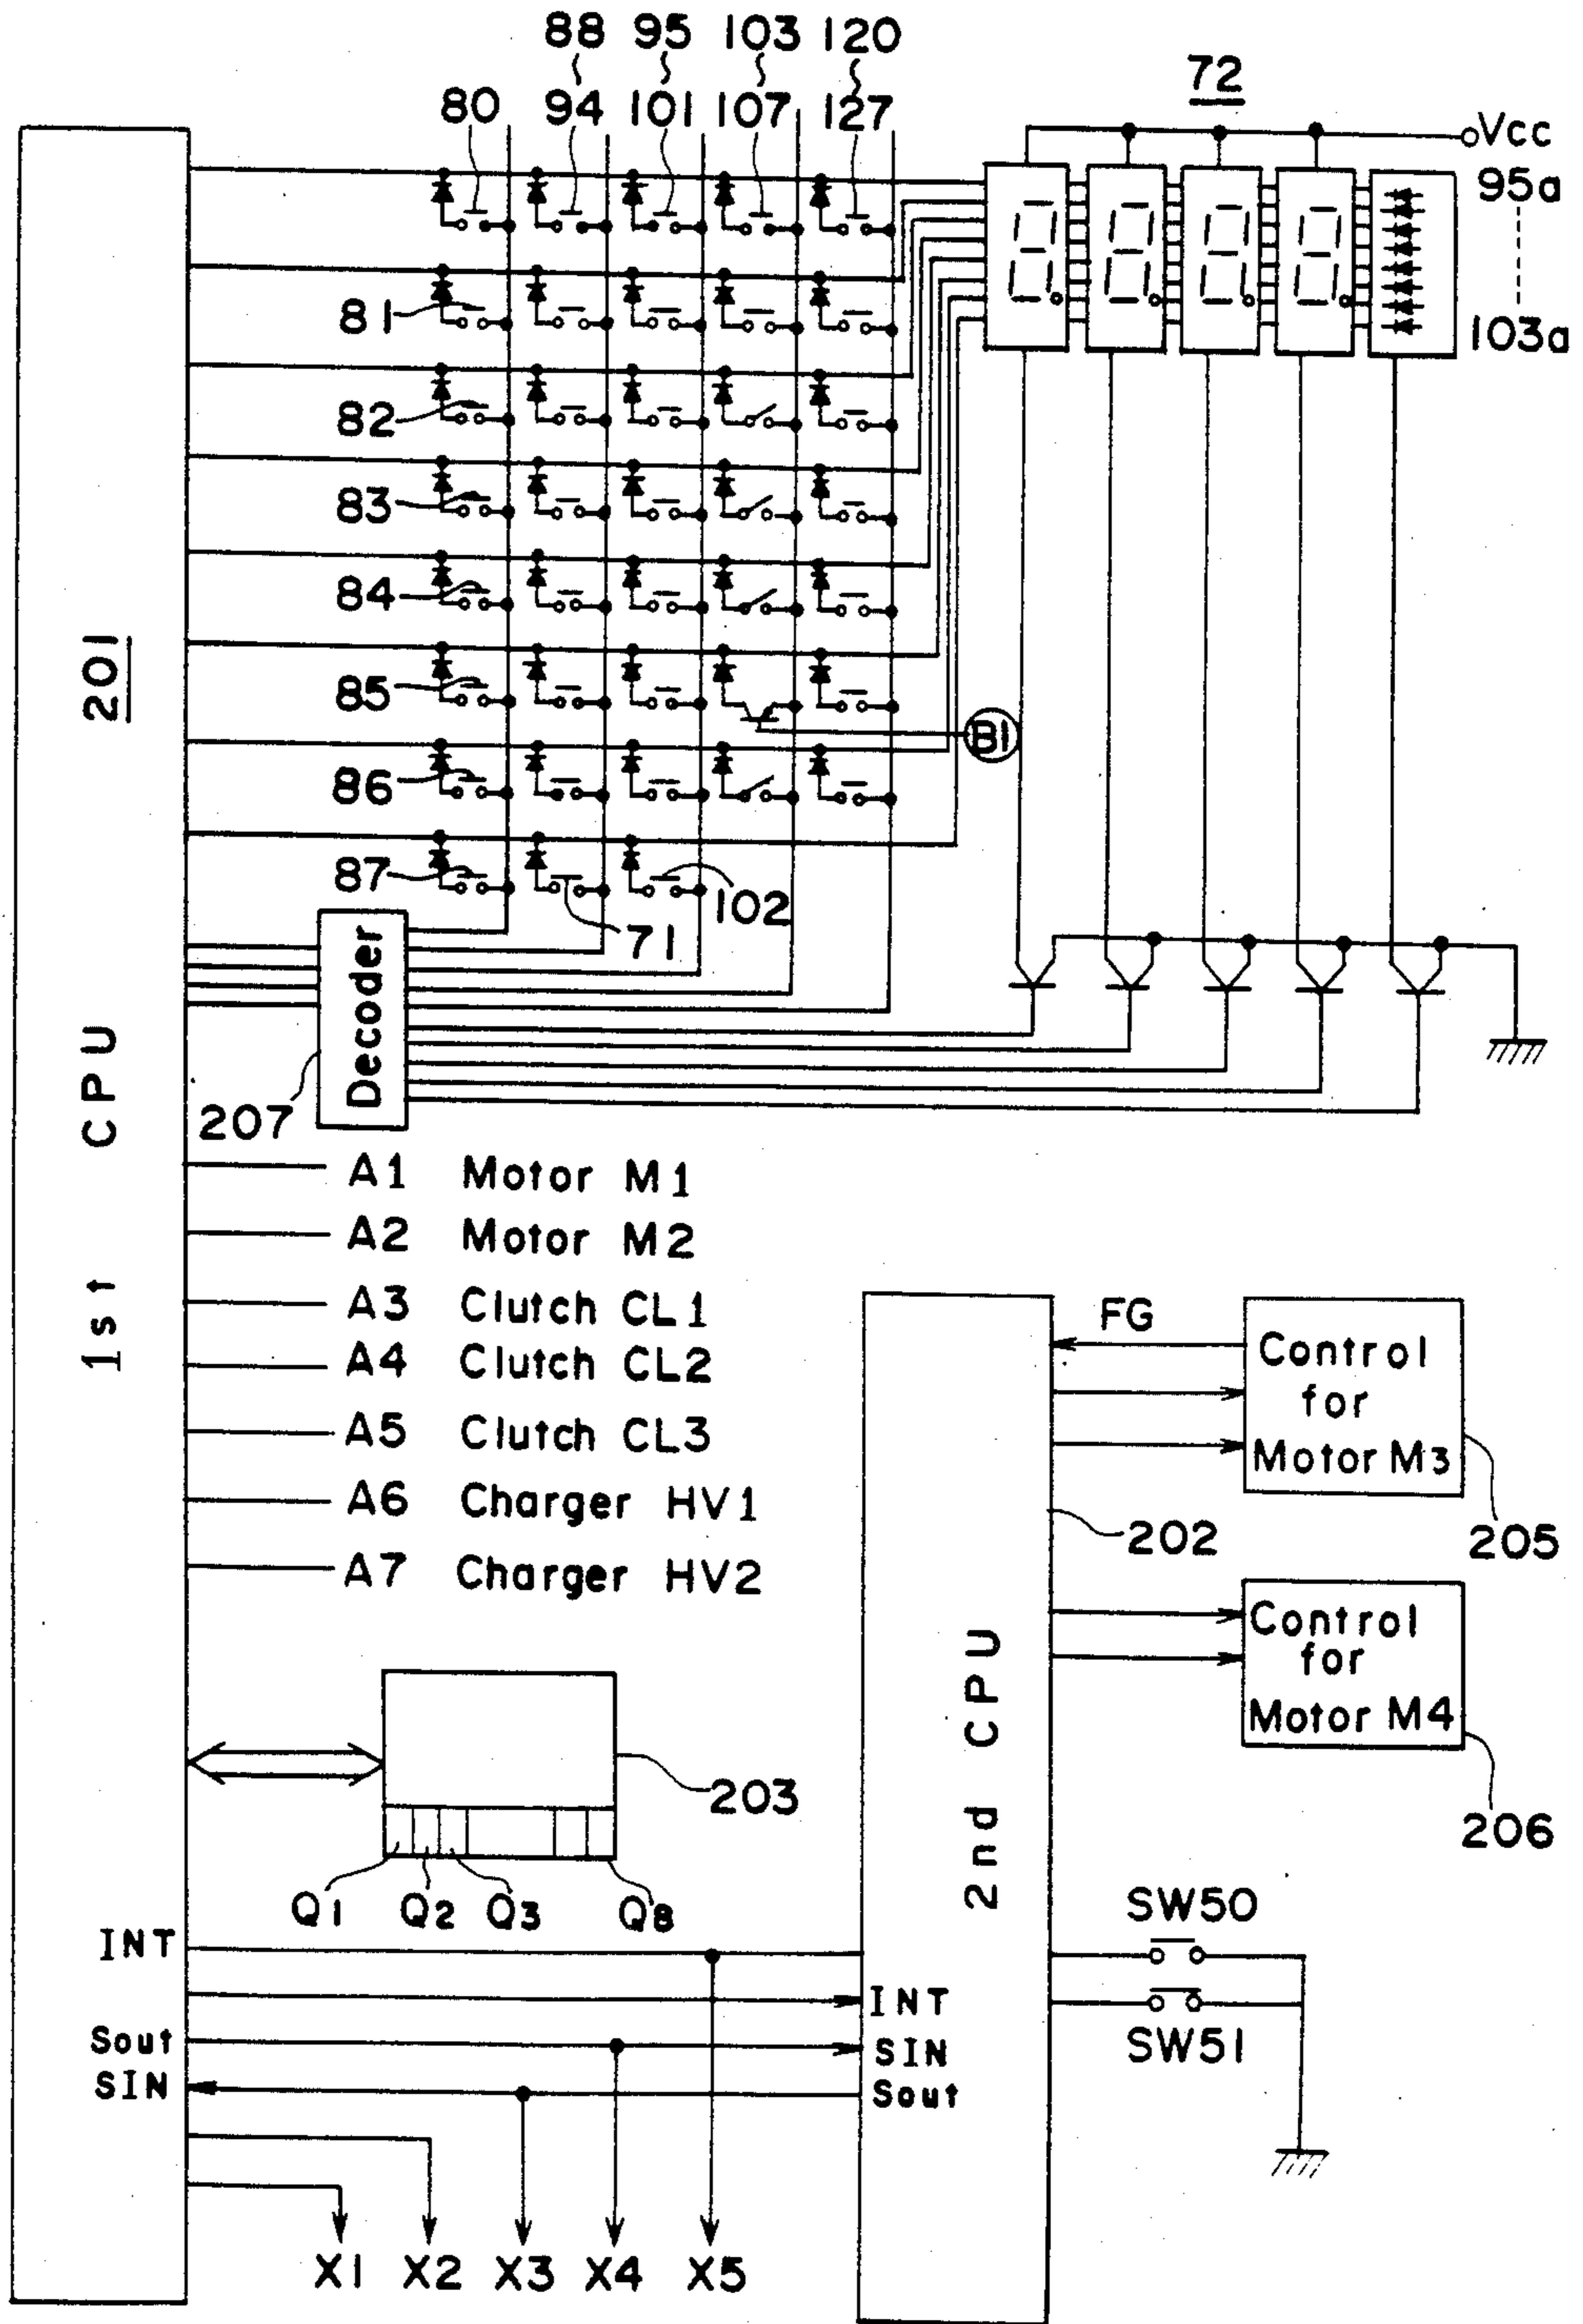 88 95 103 120
80 94 101 107 127
72
Vcc
95a
103a
81
82
83
84
85
B1
86
87
102
71
201
1st CPU
Decoder
207
A1 Motor M1
A2 Motor M2
A3 Clutch CL1
A4 Clutch CL2
A5 Clutch CL3
A6 Charger HV1
A7 Charger HV2
FG
Control
for
Motor M3
205
202
Control
for
Motor M4
206
2nd CPU
203
Q1 Q2 Q3 Q8
SW50
SW51
INT
INT
Sout
SIN
SIN
Sout
X1 X2 X3 X4 X5